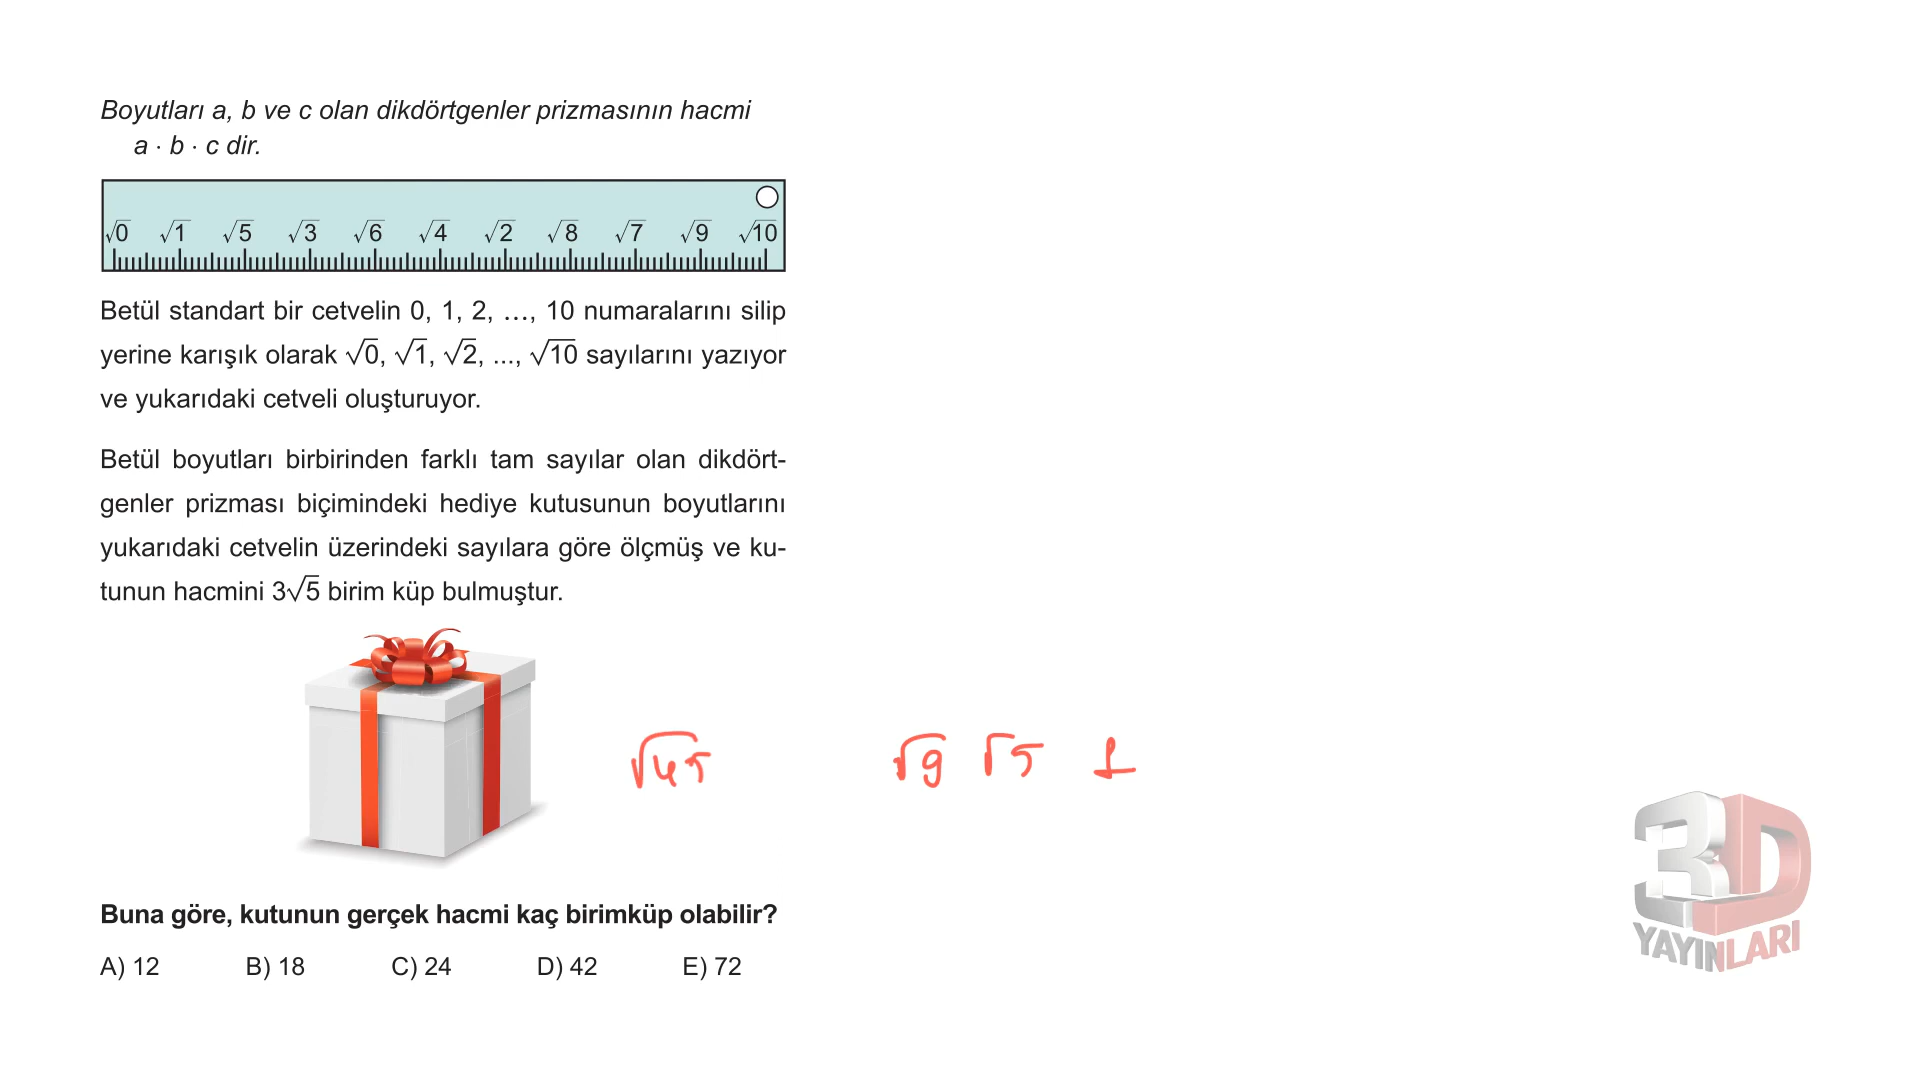 Boyutları a, b ve c olan dikdörtgenler prizmasının hacmi
a · b · c dir.
√0 √1 √5 √3 √6 √4 √2 √8 √7 √9 √10
Betül standart bir cetvelin 0, 1, 2, ..., 10 numaralarını silip
yerine karışık olarak √0, √1, √2, ..., √10 sayılarını yazıyor
ve yukarıdaki cetveli oluşturuyor.
Betül boyutları birbirinden farklı tam sayılar olan dikdört-
genler prizması biçimindeki hediye kutusunun boyutlarını
yukarıdaki cetvelin üzerindeki sayılara göre ölçmüş ve ku-
tunun hacmini 3√5 birim küp bulmuştur.
√45 √9 √5 1
Buna göre, kutunun gerçek hacmi kaç birimküp olabilir?
A) 12 B) 18 C) 24 D) 42 E) 72
3D
YAYINLARI